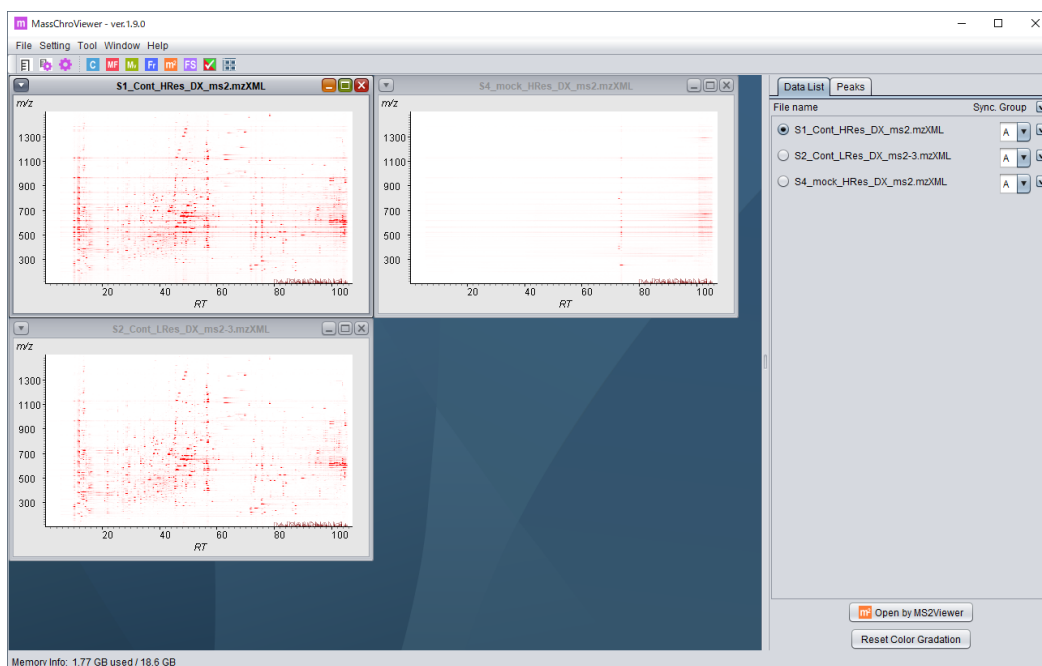 MassChroViewer - ver.1.9.0
File Setting Tool Window Help
C MF Fr m² FS
S1_Cont_HRes_DX_ms2.mzXML
m/z
1300
1100
900
700
500
300
20 40 60 80 100
RT
S4_mock_HRes_DX_ms2.mzXML
m/z
1300
1100
900
700
500
300
20 40 60 80 100
RT
S2_Cont_LRes_DX_ms2-3.mzXML
m/z
1300
1100
900
700
500
300
20 40 60 80 100
RT
Data List Peaks
File name Sync. Group
S1_Cont_HRes_DX_ms2.mzXML A
S2_Cont_LRes_DX_ms2-3.mzXML A
S4_mock_HRes_DX_ms2.mzXML A
m² Open by MS2Viewer
Reset Color Gradation
Memory Info: 1.77 GB used / 18.6 GB